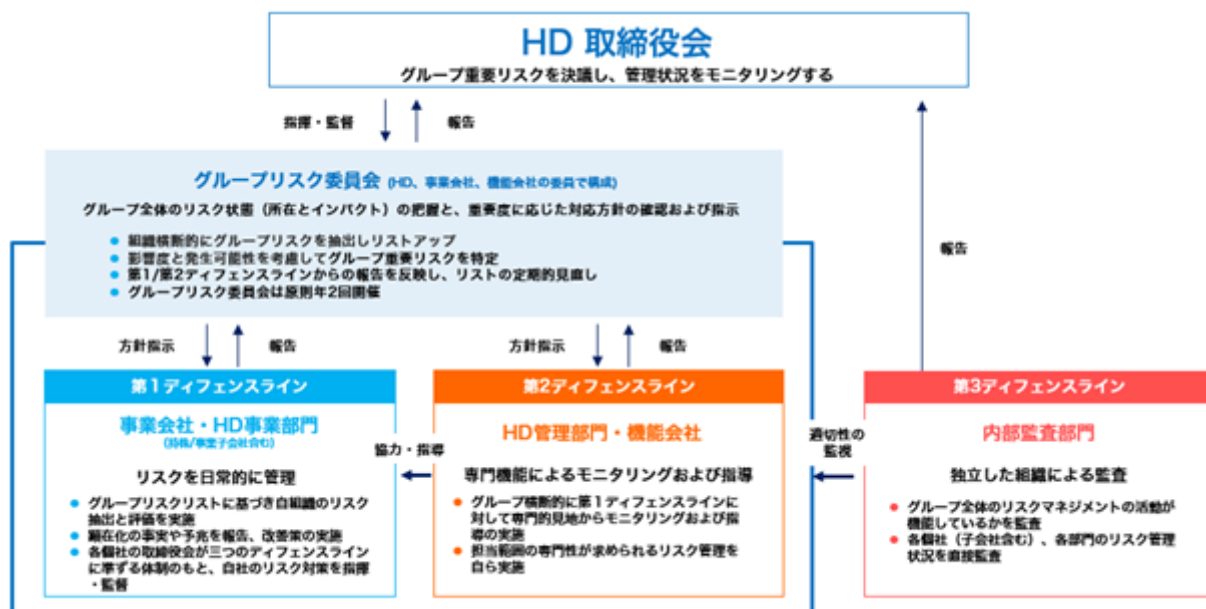 HD 取締役会
グループ重要リスクを決議し、管理状況をモニタリングする
指揮・監督
報告
グループリスク委員会 (HD、事業会社、機能会社の委員で構成)
グループ全体のリスク状態（所在とインパクト）の把握と、重要度に応じた対応方針の確認および指示
● 組織横断的にグループリスクを抽出しリストアップ
● 影響度と発生可能性を考慮してグループ重要リスクを特定
● 第1/第2ディフェンスラインからの報告を反映し、リストの定期的見直し
● グループリスク委員会は原則年2回開催
報告
方針指示
報告
方針指示
報告
第1ディフェンスライン
事業会社・HD事業部門
(持株/事業子会社含む)
リスクを日常的に管理
● グループリスクリストに基づき自組織のリスク
抽出と評価を実施
● 顕在化の事実や予兆を報告、改善策の実施
● 各個社の取締役会が三つのディフェンスライン
に準ずる体制のもと、自社のリスク対策を指揮
・監督
協力・指導
第2ディフェンスライン
HD管理部門・機能会社
専門機能によるモニタリングおよび指導
● グループ横断的に第1ディフェンスラインに
対して専門的見地からモニタリングおよび指
導の実施
● 担当範囲の専門性が求められるリスク管理を
自ら実施
適切性の
監視
第3ディフェンスライン
内部監査部門
独立した組織による監査
● グループ全体のリスクマネジメントの活動が
機能しているかを監査
● 各個社（子会社含む）、各部門のリスク管理
状況を直接監査